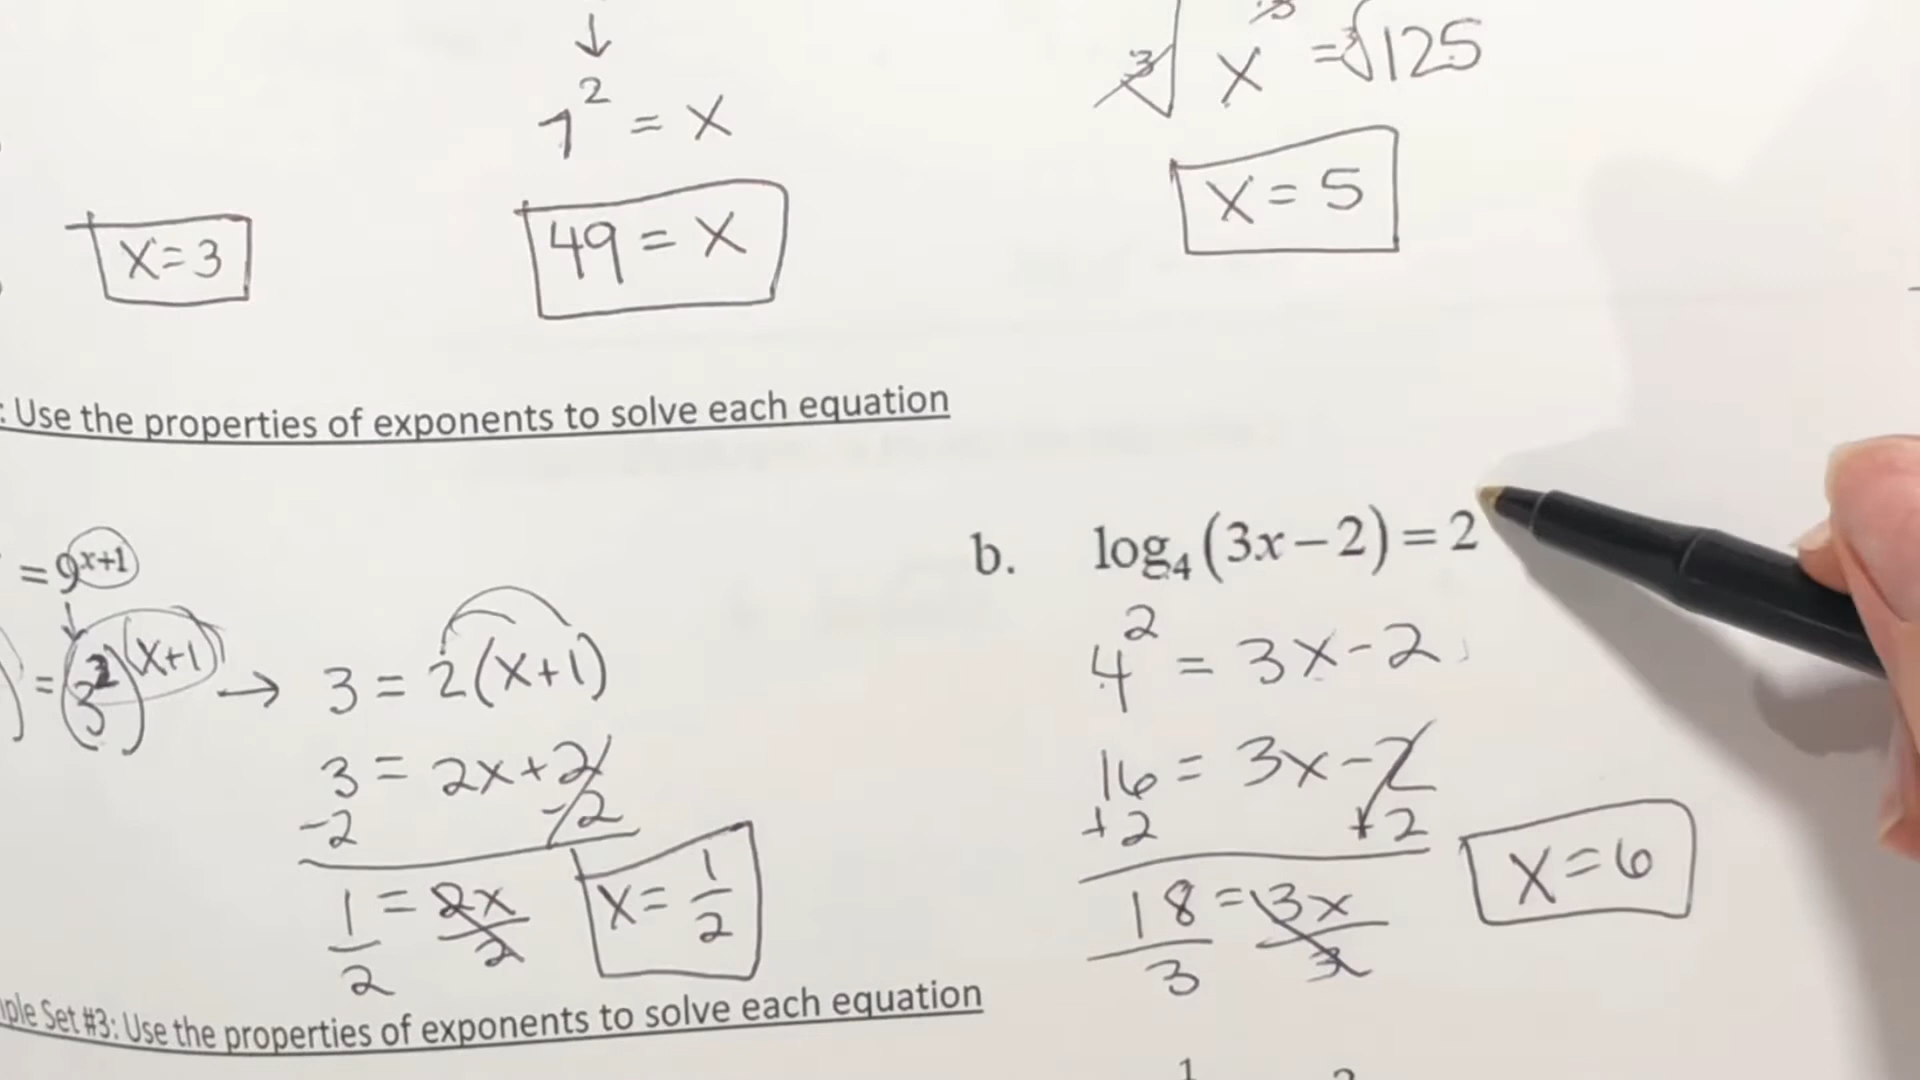 ↓
7² = x
49 = x
x = 3
∛x³ = ∛125
x = 5
: Use the properties of exponents to solve each equation
= 9^(x+1)
↓
) = (3²)^(x+1) →
3 = 2(x+1)
3 = 2x+2
-2 -2
1/2 = 2x/2
x = 1/2
b. log₄(3x−2) = 2
4² = 3x-2
16 = 3x-2
+2 +2
18/3 = 3x/3
x = 6
ple Set #3: Use the properties of exponents to solve each equation